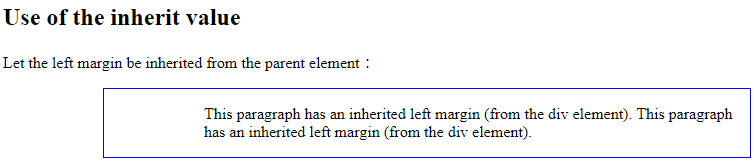 Use of the inherit value
Let the left margin be inherited from the parent element：
This paragraph has an inherited left margin (from the div element). This paragraph
has an inherited left margin (from the div element).